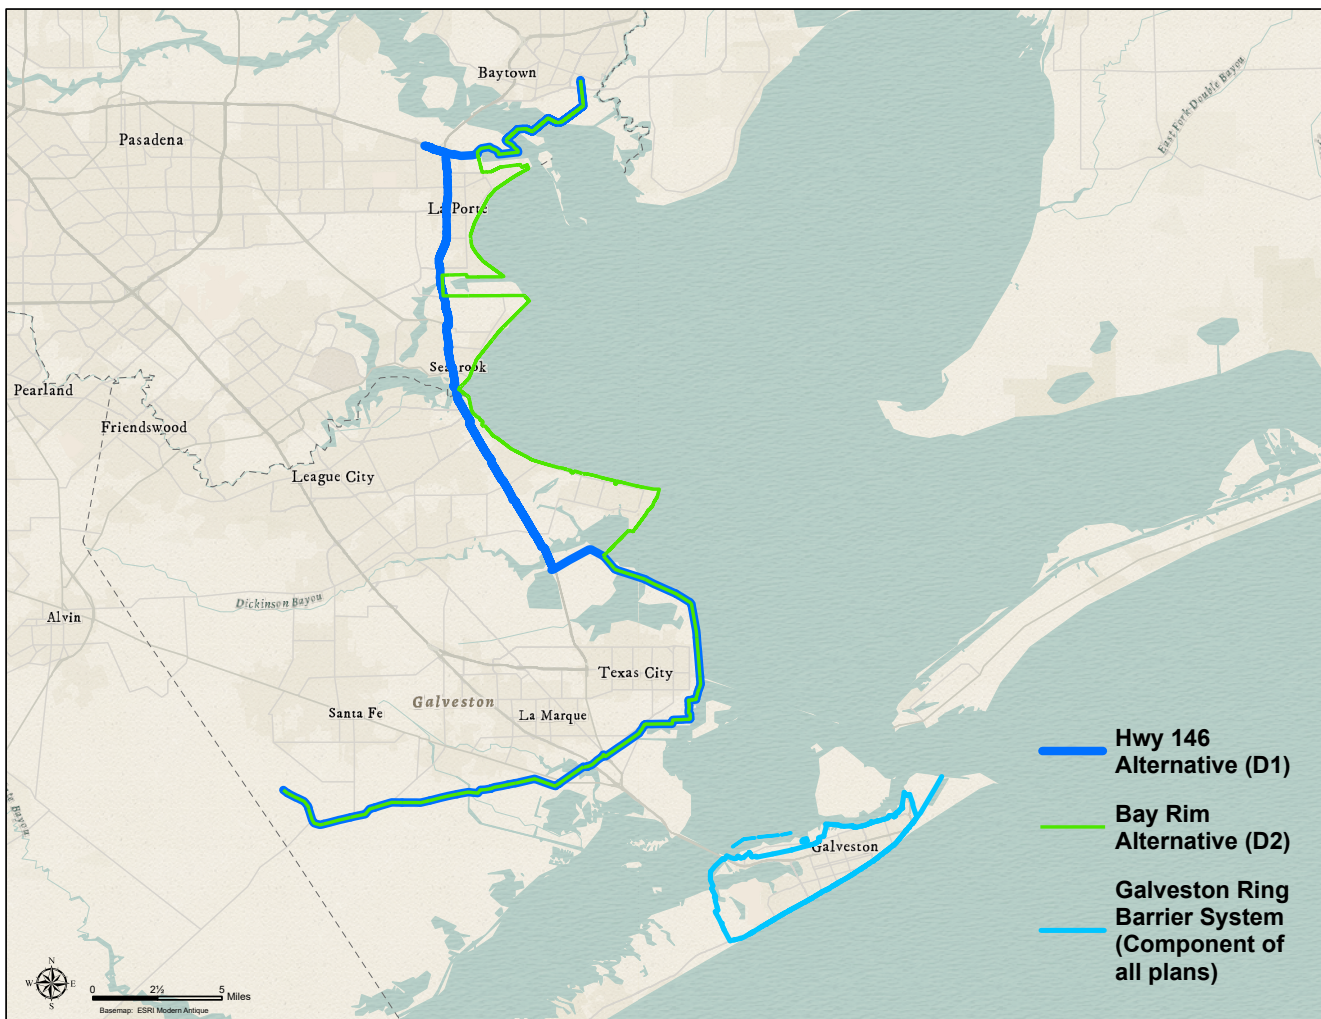 Baytown
East Fork Double Bayou
Pasadena
La Porte
Seabrook
Pearland
Friendswood
League City
Dickinson Bayou
Alvin
Texas City
Galveston
Santa Fe
La Marque
Hwy 146
Alternative (D1)
Bay Rim
Alternative (D2)
Galveston
Galveston Ring
Barrier System
(Component of
all plans)
N
W
E
S
0
2½
5
Miles
Basemap: ESRI Modern Antique